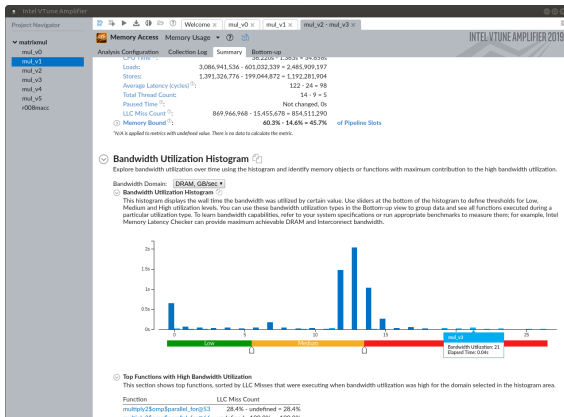 Intel VTune Amplifier
Project Navigator
matrixmul
mul_v0
mul_v1
mul_v2
mul_v3
mul_v4
mul_v5
r008macc
Welcome × mul_v0 × mul_v1 × mul_v2 - mul_v3 ×
Memory Access Memory Usage
INTEL VTUNE AMPLIFIER 2019
Analysis Configuration Collection Log Summary Bottom-up
CPU Time
Loads: 3,086,941,536 - 601,032,339 = 2,485,909,197
Stores: 1,391,326,776 - 199,044,872 = 1,192,281,904
Average Latency (cycles): 122 - 24 = 98
Total Thread Count: 14 - 9 = 5
Paused Time: Not changed, 0s
LLC Miss Count: 869,966,968 - 15,455,678 = 854,511,290
Memory Bound: 60.3% - 14.6% = 45.7% of Pipeline Slots
*N/A is applied to metrics with undefined value. There is no data to calculate the metric.
Bandwidth Utilization Histogram
Explore bandwidth utilization over time using the histogram and identify memory objects or functions with maximum contribution to the high bandwidth utilization.
Bandwidth Domain: DRAM, GB/sec
Bandwidth Utilization Histogram
This histogram displays the wall time the bandwidth was utilized by certain value. Use sliders at the bottom of the histogram to define thresholds for Low,
Medium and High utilization levels. You can use these bandwidth utilization types in the Bottom-up view to group data and see all functions executed during a
particular utilization type. To learn bandwidth capabilities, refer to your system specifications or run appropriate benchmarks to measure them; for example, Intel
Memory Latency Checker can provide maximum achievable DRAM and Interconnect bandwidth.
2s
1.5s
1s
0.5s
0s
0 5 10 15 25
Low Medium
mul_v3
Bandwidth Utilization: 21
Elapsed Time: 0.04s
Top Functions with High Bandwidth Utilization
This section shows top functions, sorted by LLC Misses that were executing when bandwidth utilization was high for the domain selected in the histogram area.
Function LLC Miss Count
multiply2$omp$parallel_for@53 28.4% - undefined = 28.4%